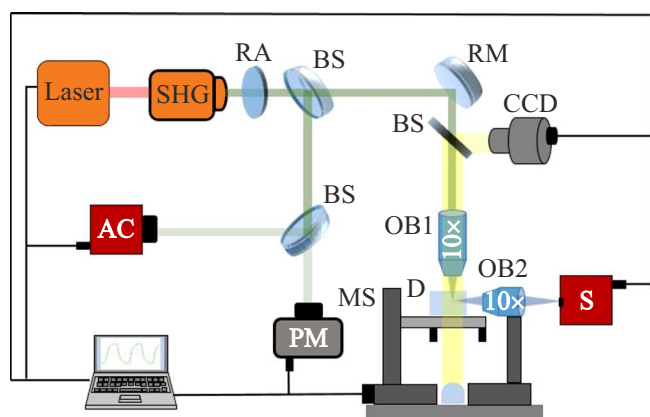 RA
BS
RM
Laser
SHG
CCD
BS
BS
AC
OB1
10×
OB2
MS
D
10×
S
PM